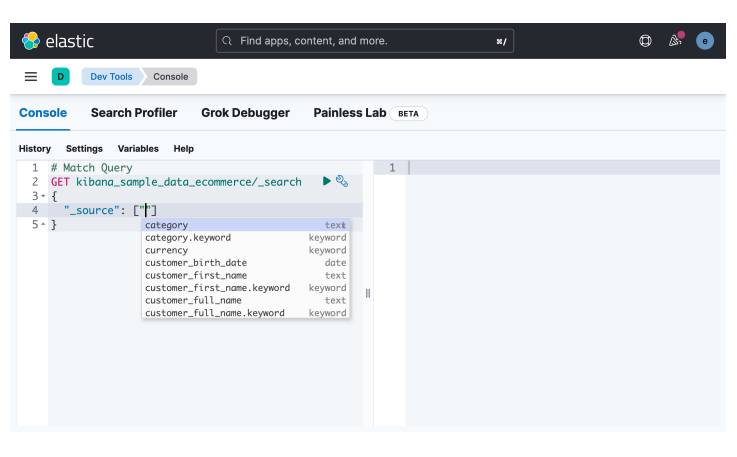 elastic
Find apps, content, and more.
⌘/
e
D
Dev Tools
Console
Console
Search Profiler
Grok Debugger
Painless Lab
BETA
History
Settings
Variables
Help
1 # Match Query
2 GET kibana_sample_data_ecommerce/_search
3 {
4 "_source": [""]
5 }
category text
category.keyword keyword
currency keyword
customer_birth_date date
customer_first_name text
customer_first_name.keyword keyword
customer_full_name text
customer_full_name.keyword keyword
1